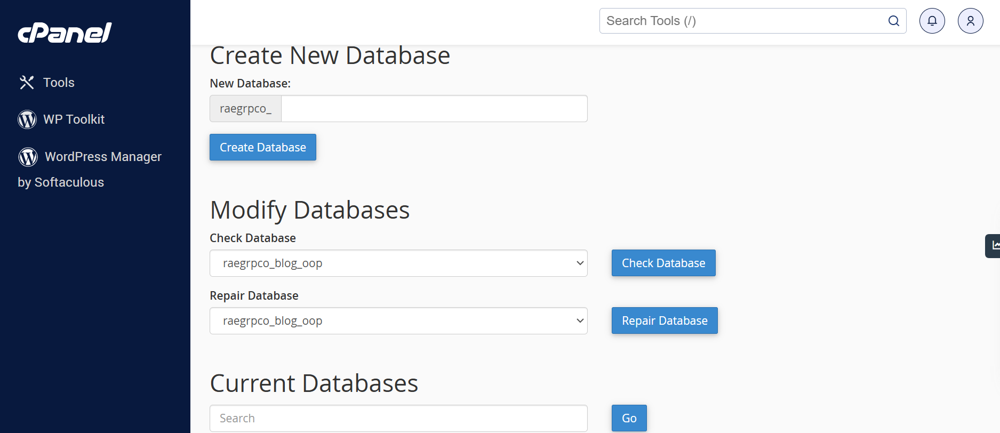 cPanel
Tools
WP Toolkit
WordPress Manager
by Softaculous
Search Tools (/)
Create New Database
New Database:
raegrpco_
Create Database
Modify Databases
Check Database
raegrpco_blog_oop
Check Database
Repair Database
raegrpco_blog_oop
Repair Database
Current Databases
Search
Go